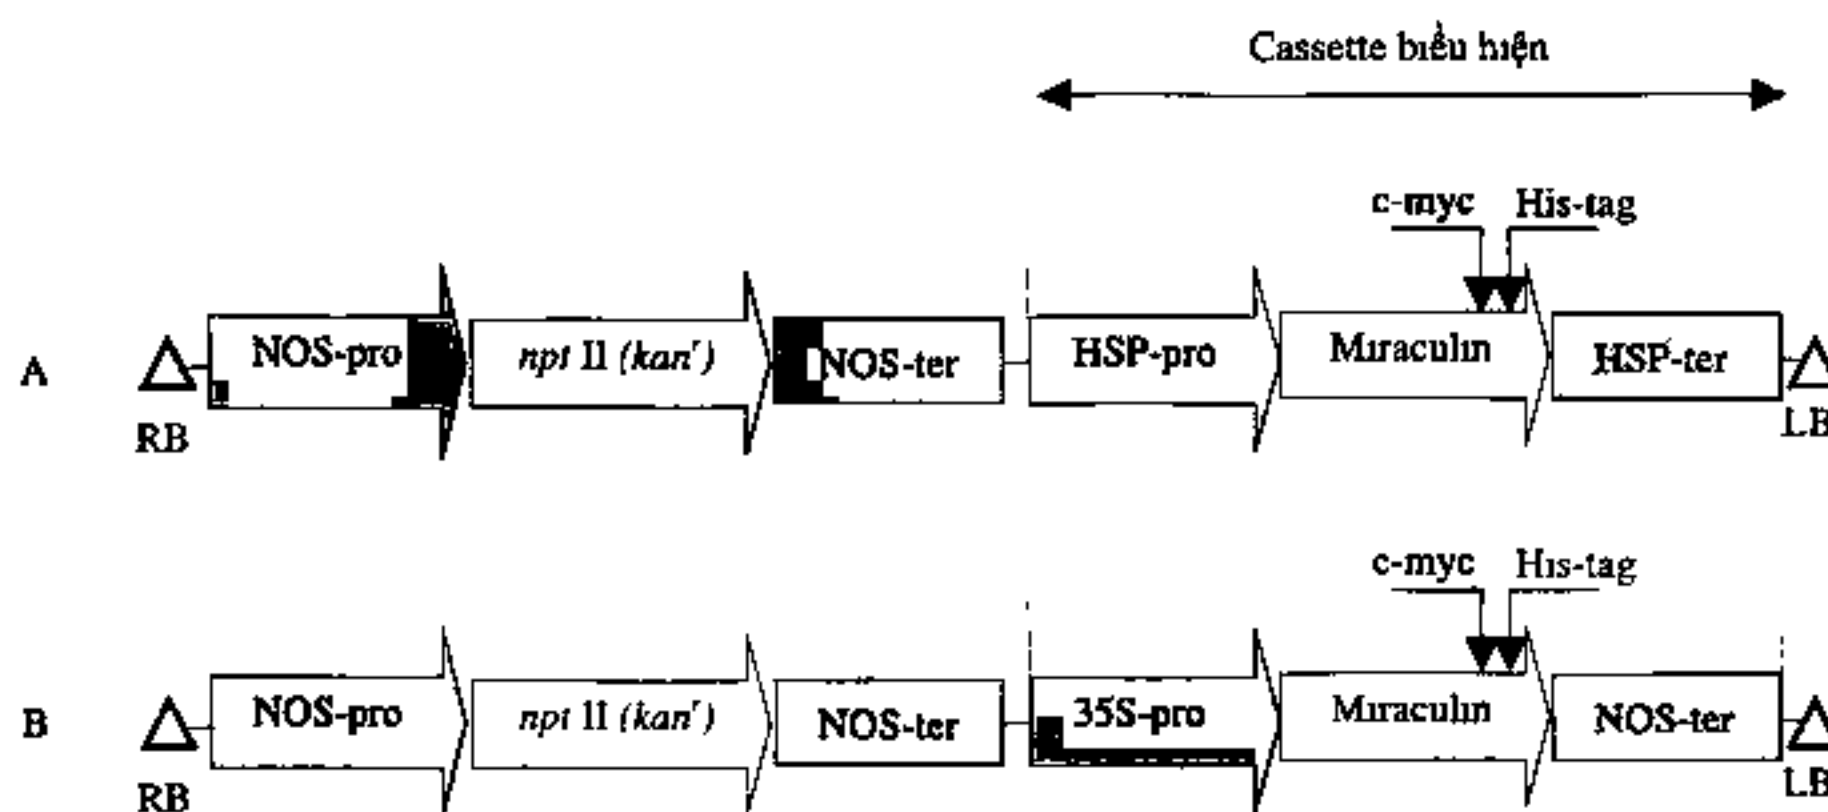 Cassette biểu hiện
c-myc His-tag
A NOS-pro npt II (kanʳ) NOS-ter HSP-pro Miraculin HSP-ter
RB LB
c-myc His-tag
B NOS-pro npt II (kanʳ) NOS-ter 35S-pro Miraculin NOS-ter
RB LB